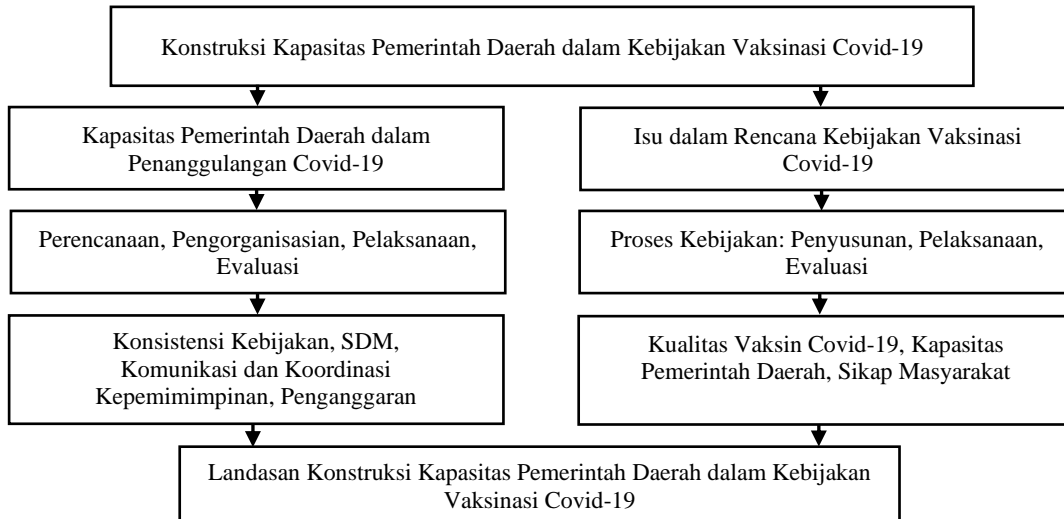 Konstruksi Kapasitas Pemerintah Daerah dalam Kebijakan Vaksinasi Covid-19
Kapasitas Pemerintah Daerah dalam
Penanggulangan Covid-19
Isu dalam Rencana Kebijakan Vaksinasi
Covid-19
Perencanaan, Pengorganisasian, Pelaksanaan,
Evaluasi
Proses Kebijakan: Penyusunan, Pelaksanaan,
Evaluasi
Konsistensi Kebijakan, SDM,
Komunikasi dan Koordinasi
Kepemimimpinan, Penganggaran
Kualitas Vaksin Covid-19, Kapasitas
Pemerintah Daerah, Sikap Masyarakat
Landasan Konstruksi Kapasitas Pemerintah Daerah dalam Kebijakan
Vaksinasi Covid-19